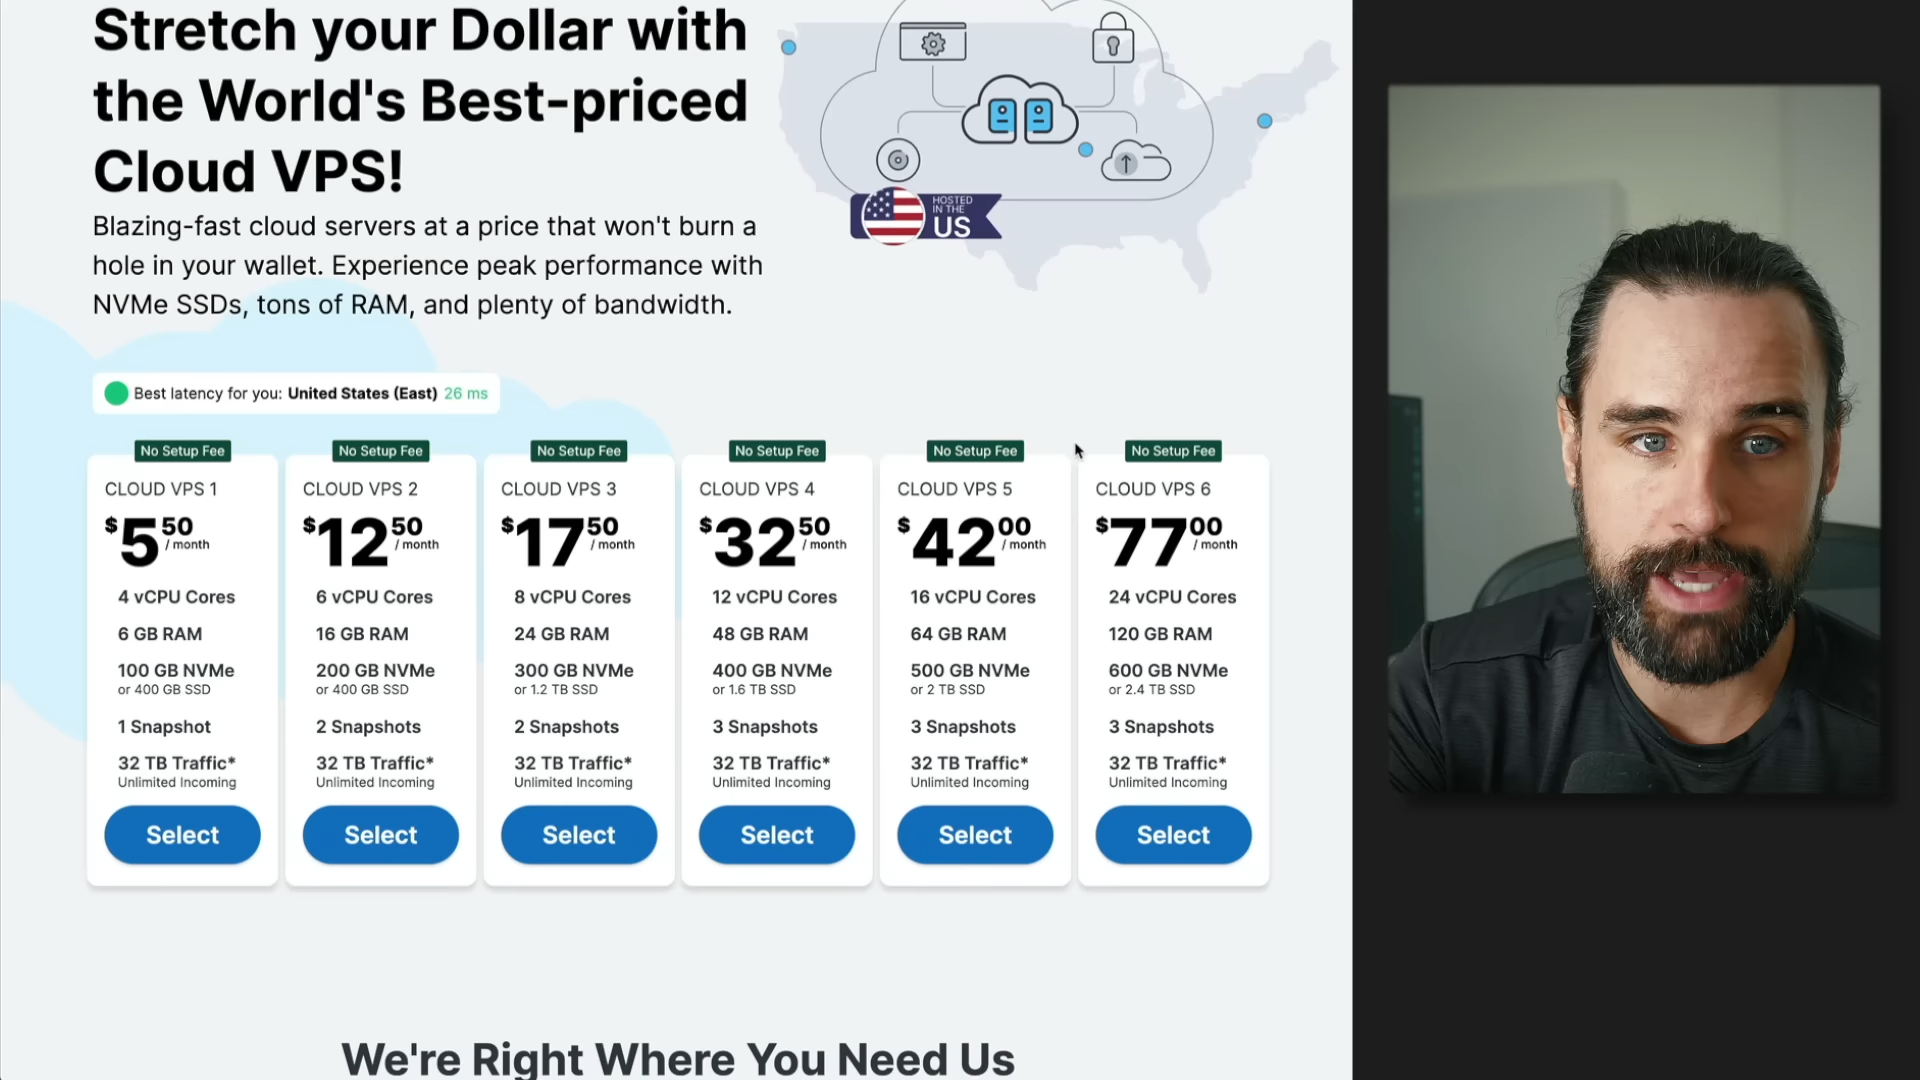 Stretch your Dollar with
the World's Best-priced
Cloud VPS!
Blazing-fast cloud servers at a price that won't burn a
hole in your wallet. Experience peak performance with
NVMe SSDs, tons of RAM, and plenty of bandwidth.
HOSTED
IN THE
US
Best latency for you: United States (East) 26 ms
No Setup Fee
CLOUD VPS 1
$5 50 / month
4 vCPU Cores
6 GB RAM
100 GB NVMe
or 400 GB SSD
1 Snapshot
32 TB Traffic*
Unlimited Incoming
Select
No Setup Fee
CLOUD VPS 2
$12 50 / month
6 vCPU Cores
16 GB RAM
200 GB NVMe
or 400 GB SSD
2 Snapshots
32 TB Traffic*
Unlimited Incoming
Select
No Setup Fee
CLOUD VPS 3
$17 50 / month
8 vCPU Cores
24 GB RAM
300 GB NVMe
or 1.2 TB SSD
2 Snapshots
32 TB Traffic*
Unlimited Incoming
Select
No Setup Fee
CLOUD VPS 4
$32 50 / month
12 vCPU Cores
48 GB RAM
400 GB NVMe
or 1.6 TB SSD
3 Snapshots
32 TB Traffic*
Unlimited Incoming
Select
No Setup Fee
CLOUD VPS 5
$42 00 / month
16 vCPU Cores
64 GB RAM
500 GB NVMe
or 2 TB SSD
3 Snapshots
32 TB Traffic*
Unlimited Incoming
Select
No Setup Fee
CLOUD VPS 6
$77 00 / month
24 vCPU Cores
120 GB RAM
600 GB NVMe
or 2.4 TB SSD
3 Snapshots
32 TB Traffic*
Unlimited Incoming
Select
We're Right Where You Need Us